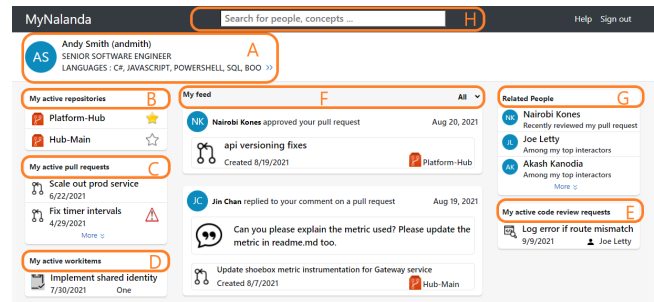 MyNalanda
Search for people, concepts ...
H
Help Sign out
AS
Andy Smith (andmith)
SENIOR SOFTWARE ENGINEER
LANGUAGES : C#, JAVASCRIPT, POWERSHELL, SQL, BOO >>
A
My active repositories
B
Platform-Hub
Hub-Main
My active pull requests
C
Scale out prod service
6/22/2021
Fix timer intervals
4/29/2021
More
My active workitems
D
Implement shared identity
7/30/2021 One
My feed
F
All
NK
Nairobi Kones approved your pull request
Aug 20, 2021
api versioning fixes
Created 8/19/2021
Platform-Hub
JC
Jin Chan replied to your comment on a pull request
Aug 19, 2021
Can you please explain the metric used? Please update the
metric in readme.md too.
Update shoebox metric instrumentation for Gateway service
Created 8/7/2021
Hub-Main
Related People
G
NK
Nairobi Kones
Recently reviewed my pull request
JL
Joe Letty
Among my top interactors
AK
Akash Kanodia
Among my top interactors
More
My active code review requests
E
Log error if route mismatch
9/9/2021 Joe Letty